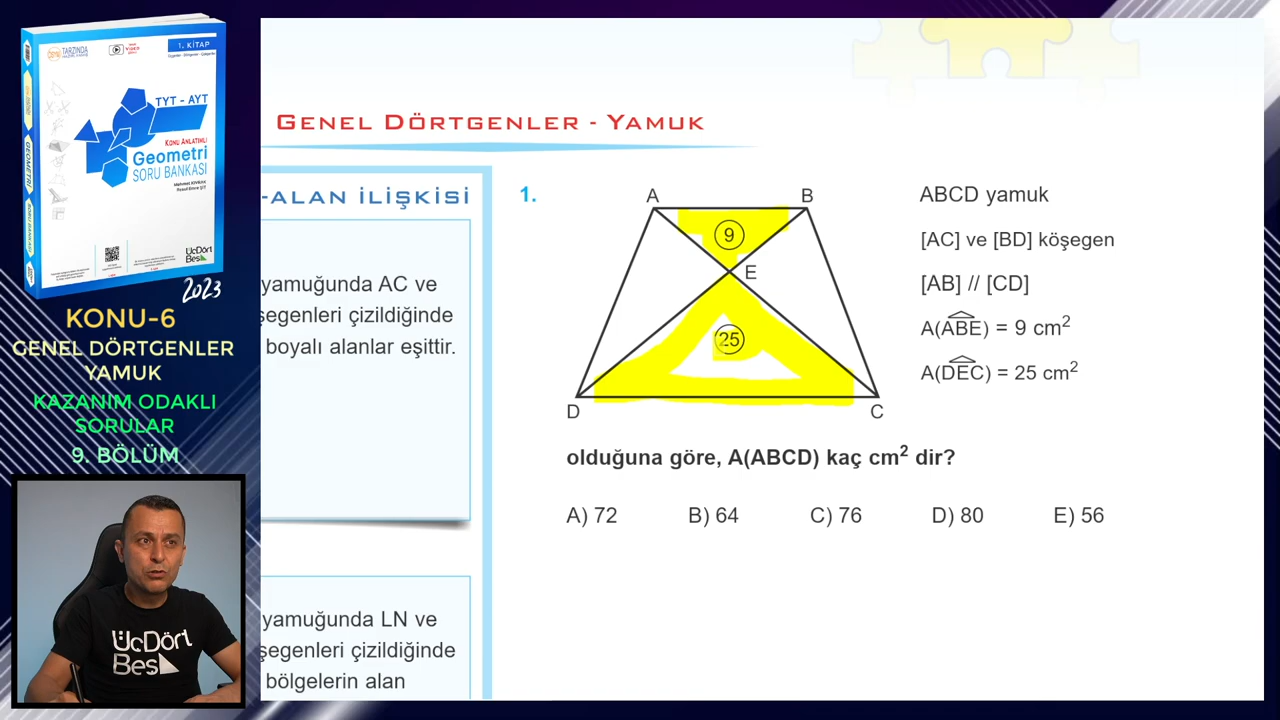 TARZINDA
1. KİTAP
TYT - AYT
KONU ANLATIMLI
Geometri
SORU BANKASI
GEOMETRİ
ÜçDört
Beş
2023
KONU-6
GENEL DÖRTGENLER
YAMUK
KAZANIM ODAKLI
SORULAR
9. BÖLÜM
ÜçDört
Beş
GENEL DÖRTGENLER - YAMUK
-ALAN İLİŞKİSİ
yamuğunda AC ve
şegenleri çizildiğinde
boyalı alanlar eşittir.
yamuğunda LN ve
şegenleri çizildiğinde
bölgelerin alan
1.
A B
9
E
25
D C
ABCD yamuk
[AC] ve [BD] köşegen
[AB] // [CD]
A(ABE) = 9 cm²
A(DEC) = 25 cm²
olduğuna göre, A(ABCD) kaç cm² dir?
A) 72 B) 64 C) 76 D) 80 E) 56